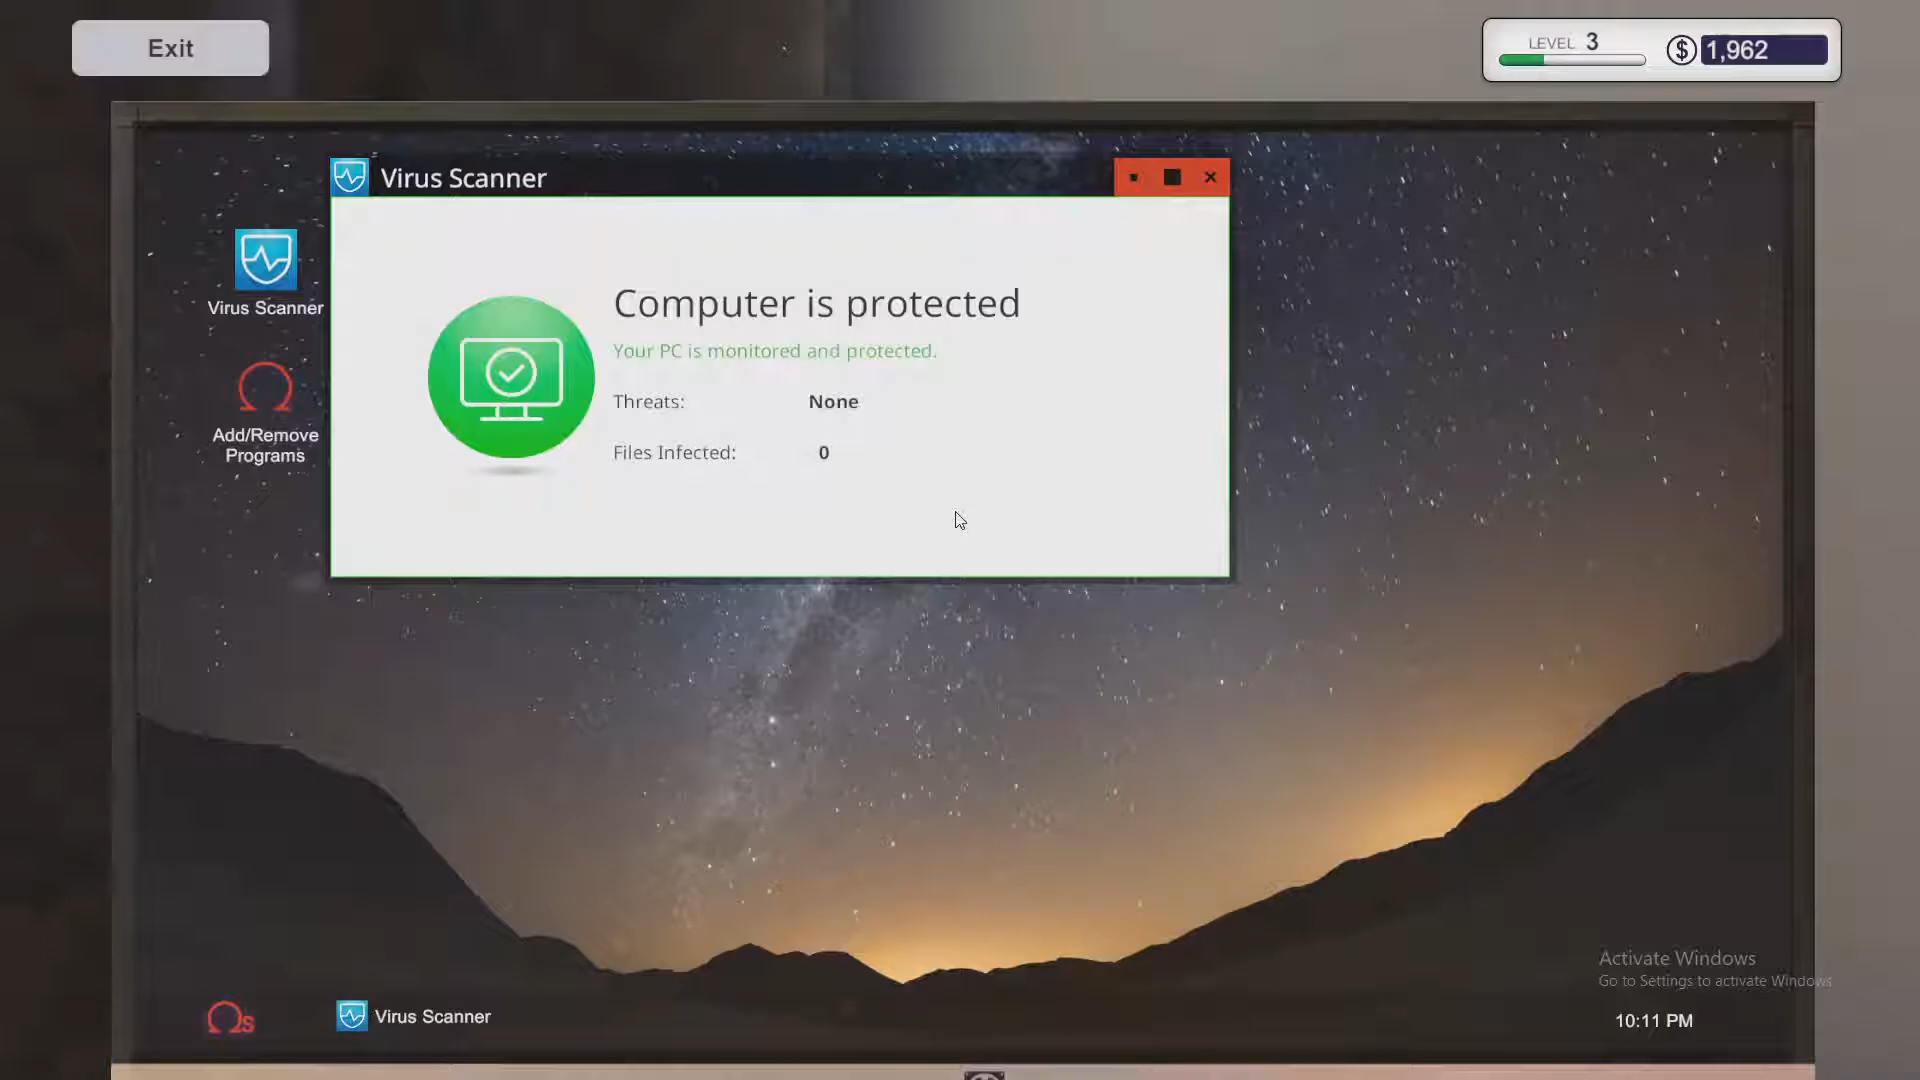 Exit
LEVEL 3
$ 1,962
Virus Scanner
Virus Scanner
Computer is protected
Your PC is monitored and protected.
Threats: None
Files Infected: 0
Add/Remove
Programs
Activate Windows
Go to Settings to activate Windows
Ωs
Virus Scanner
10:11 PM